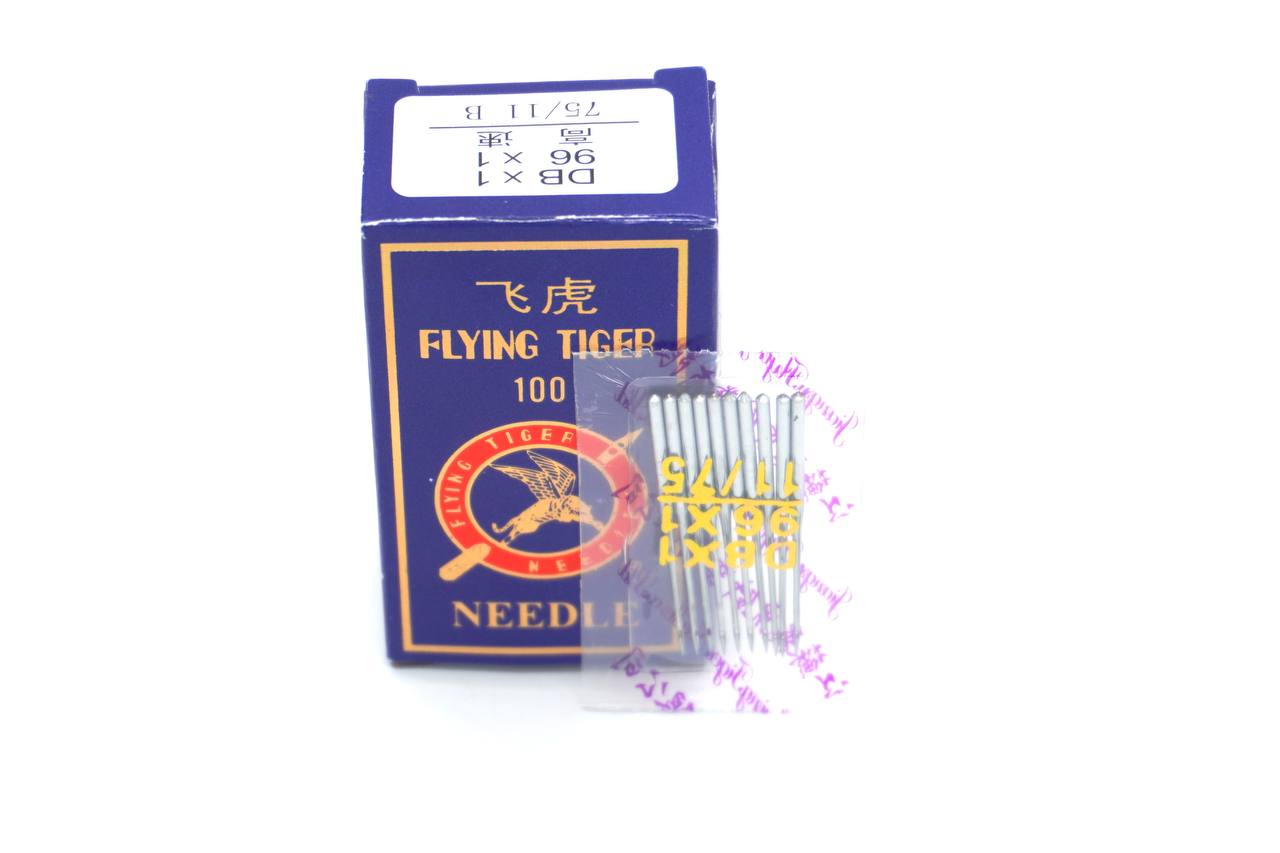 DB × 1
96 × 1
高 速
75/11 B
飞虎
FLYING TIGER
100
FLYING TIGER
NEEDLE
NEEDLE
DBX1
96X1
11/75